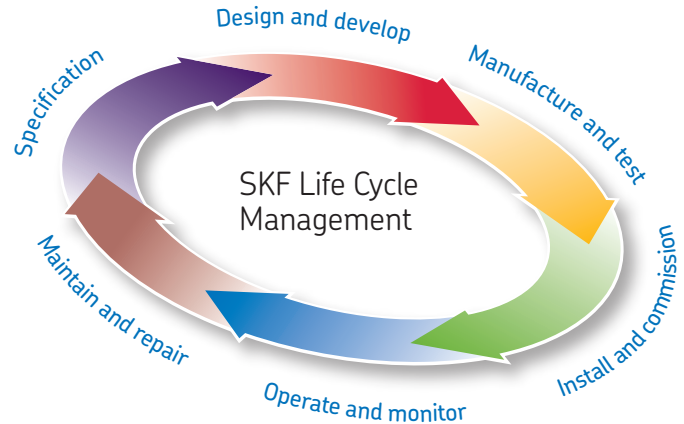 Design and develop
Manufacture and test
Install and commission
Operate and monitor
Maintain and repair
Specification
SKF Life Cycle
Management